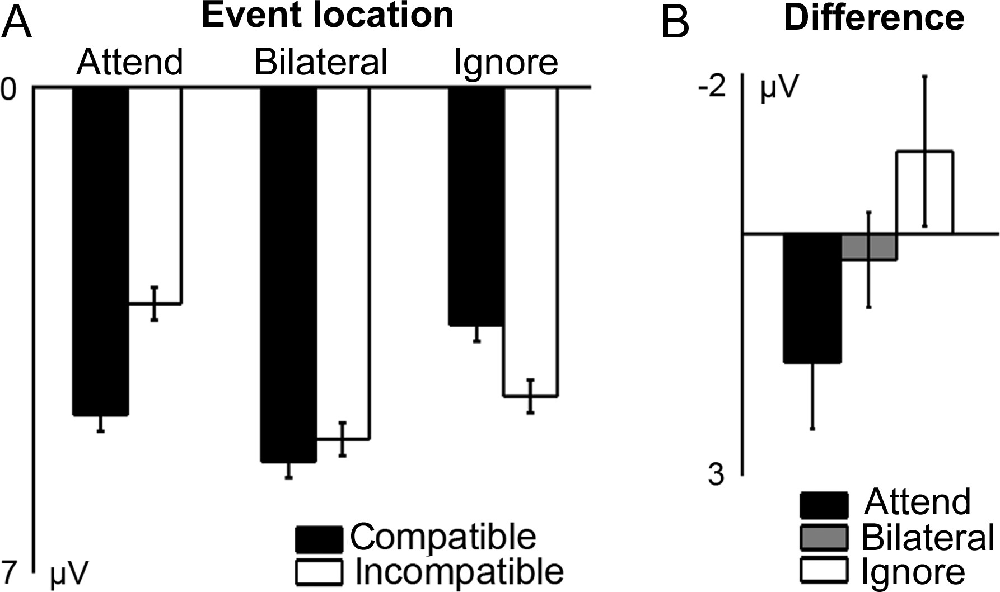 A
Event location
Attend
Bilateral
Ignore
0
7
µV
Compatible
Incompatible
B
Difference
-2
µV
3
Attend
Bilateral
Ignore